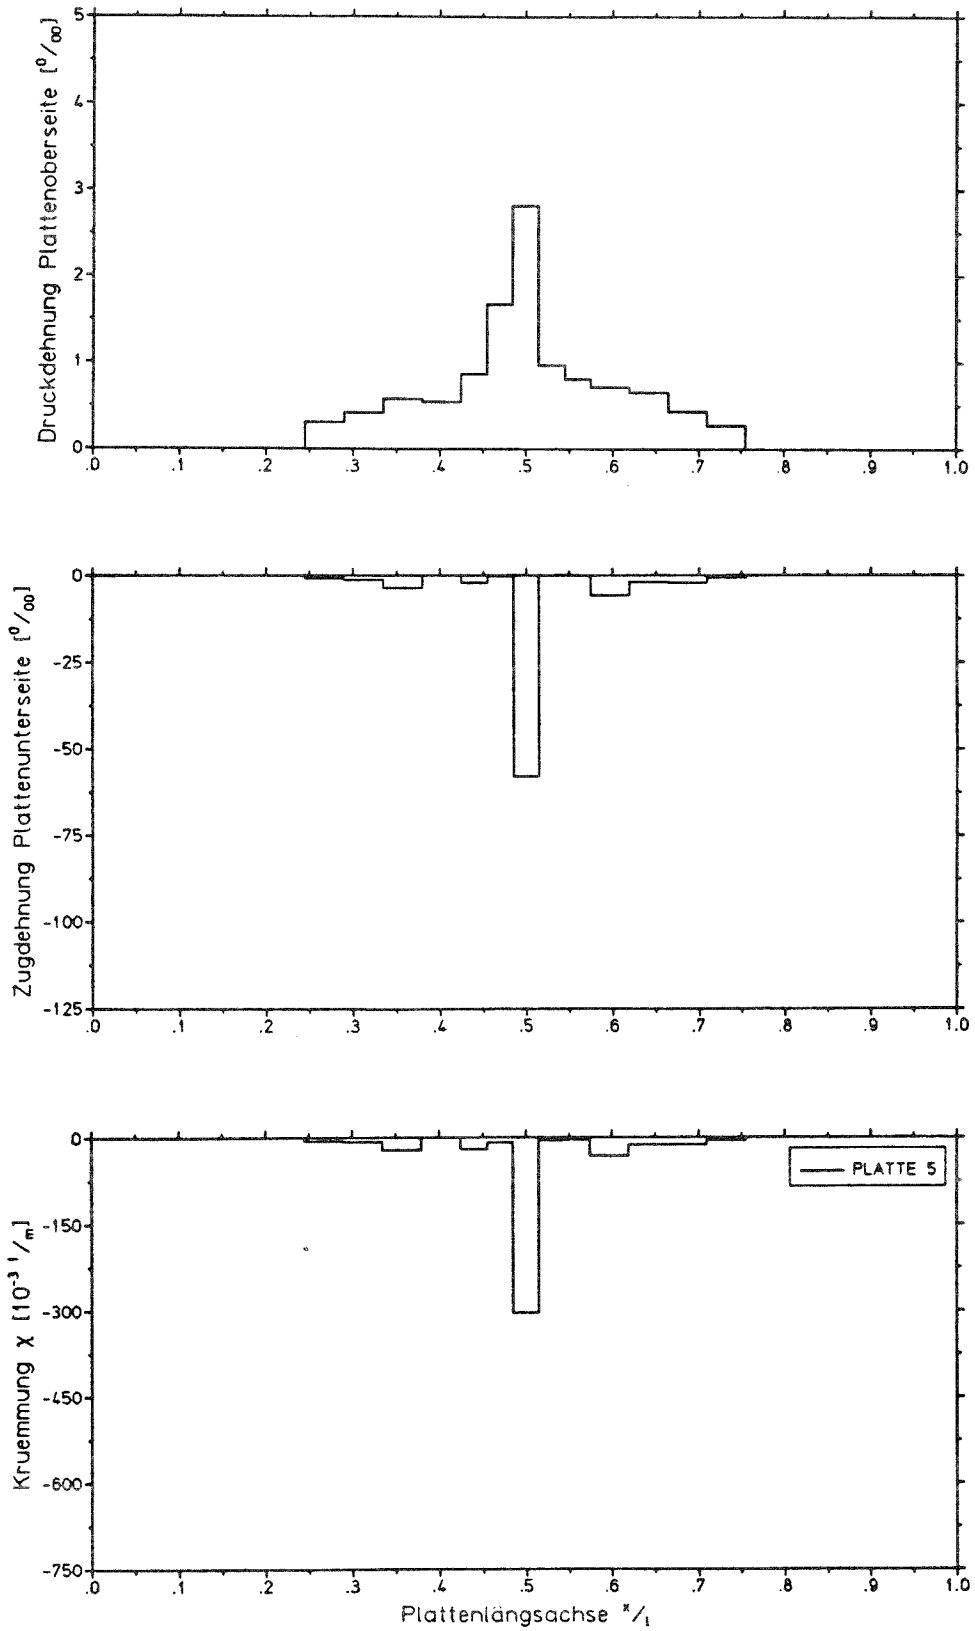 Druckdehnung Plattenoberseite [⁰/₀₀]
5
4
3
2
1
0
.0 .1 .2 .3 .4 .5 .6 .7 .8 .9 1.0
Zugdehnung Plattenunterseite [⁰/₀₀]
0
-25
-50
-75
-100
-125
.0 .1 .2 .3 .4 .5 .6 .7 .8 .9 1.0
Kruemmung χ [10⁻³ ¹/ₘ]
0
-150
-300
-450
-600
-750
PLATTE 5
.0 .1 .2 .3 .4 .5 .6 .7 .8 .9 1.0
Plattenlängsachse ˣ/ₗ